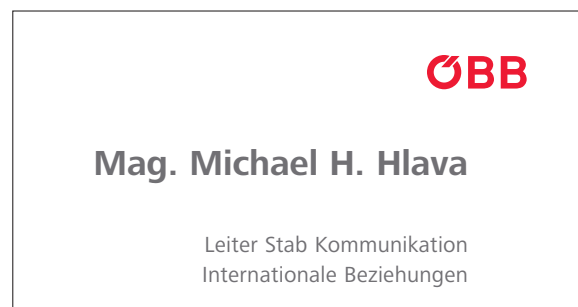 ÖBB
Mag. Michael H. Hlava
Leiter Stab Kommunikation
Internationale Beziehungen